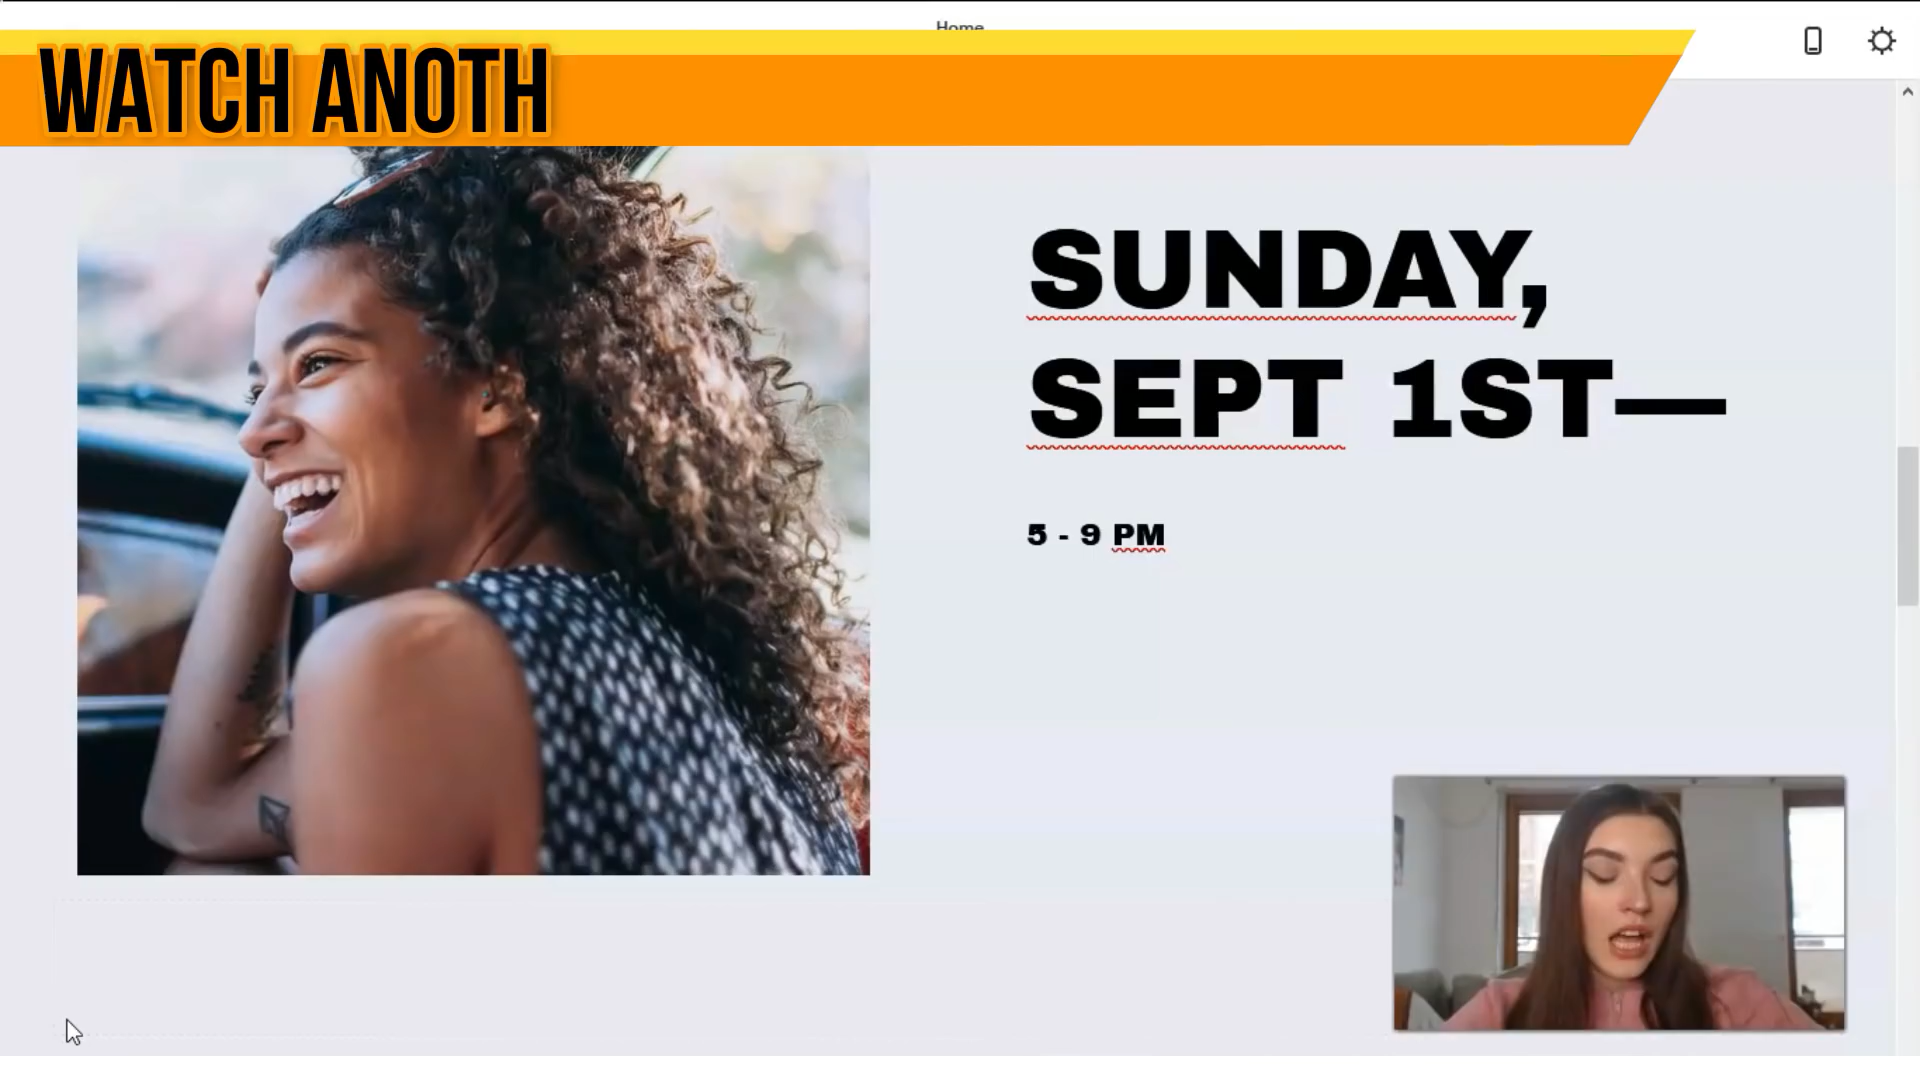 Home
WATCH ANOTH
SUNDAY,
SEPT 1ST—
5 - 9 PM